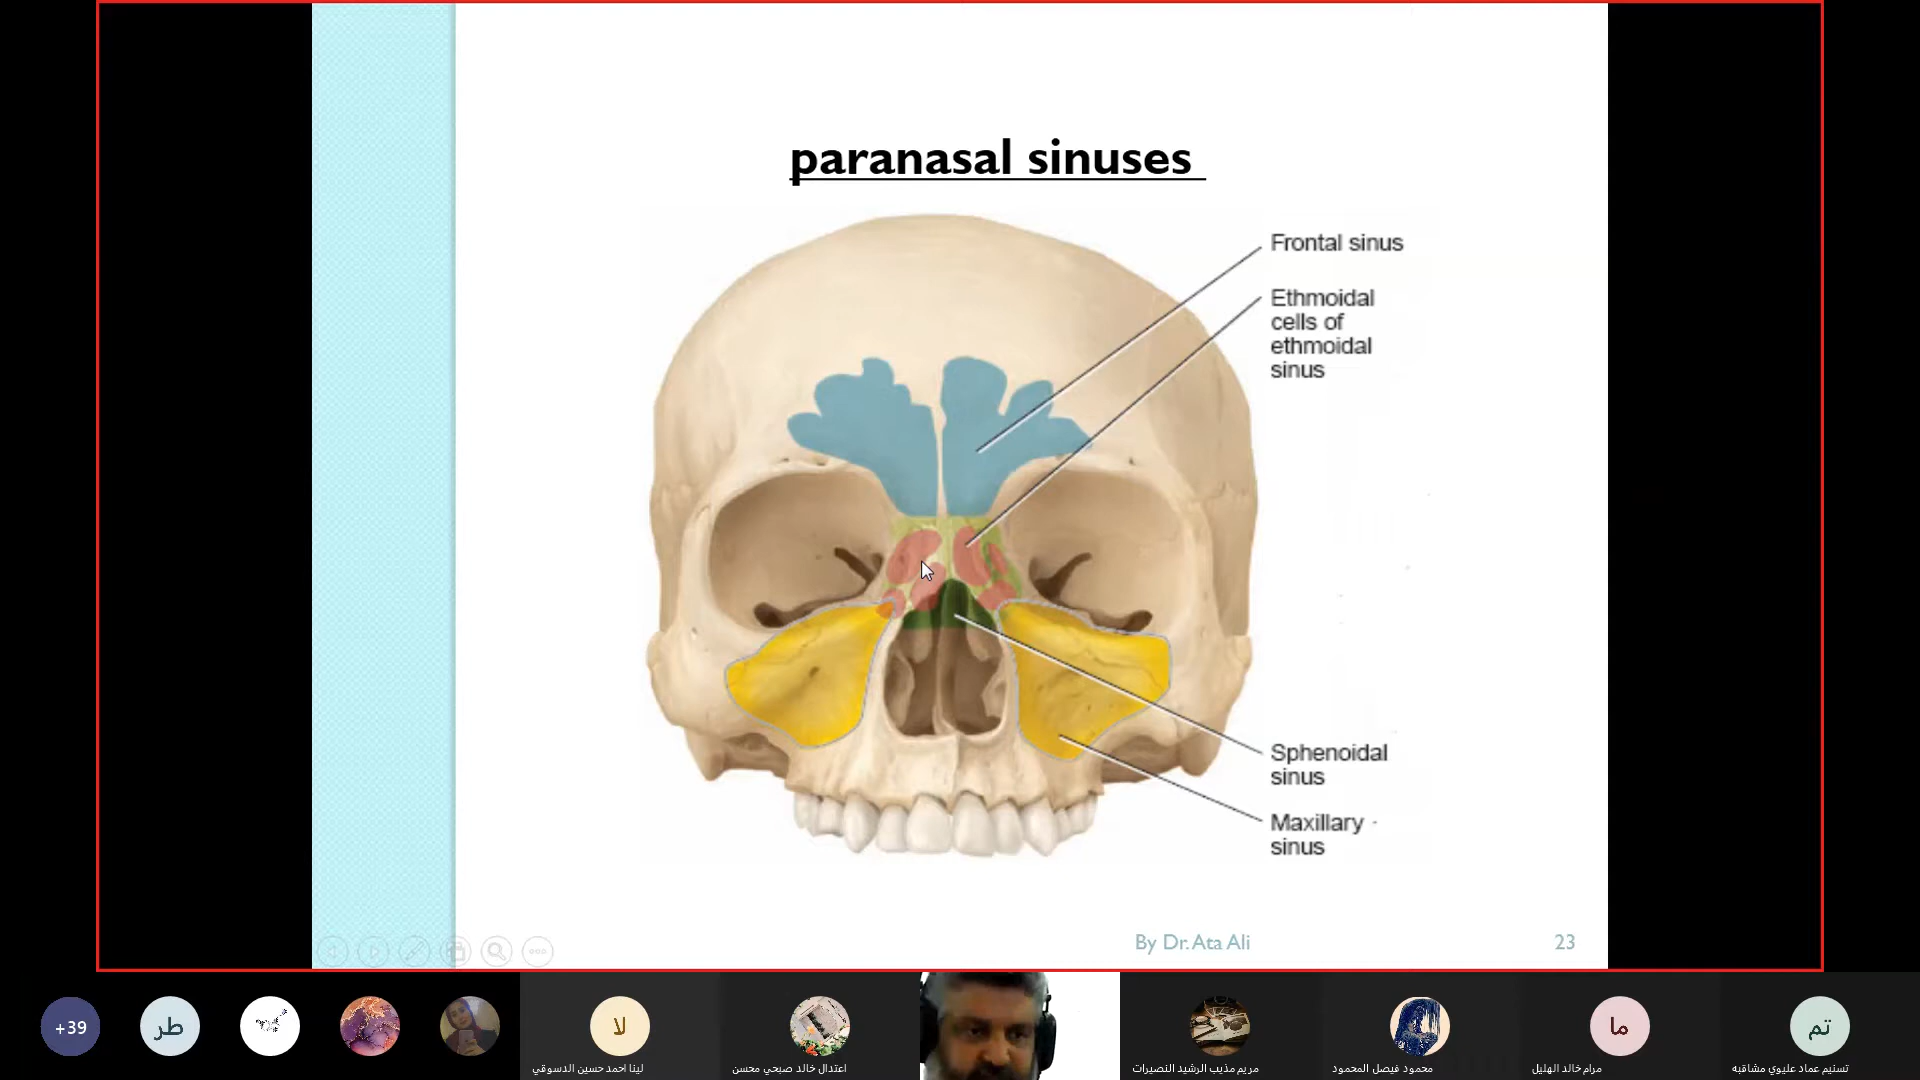 paranasal sinuses
Frontal sinus
Ethmoidal
cells of
ethmoidal
sinus
Sphenoidal
sinus
Maxillary
sinus
By Dr. Ata Ali
23
+39
طر
لا
ما
تم
لينا احمد حسين الدسوقي
اعتدال خالد صبحي محسن
مريم مذيب الرشيد النصيرات
محمود فيصل المحمود
مرام خالد الهليل
تسنيم عماد عليوي مشاقبه